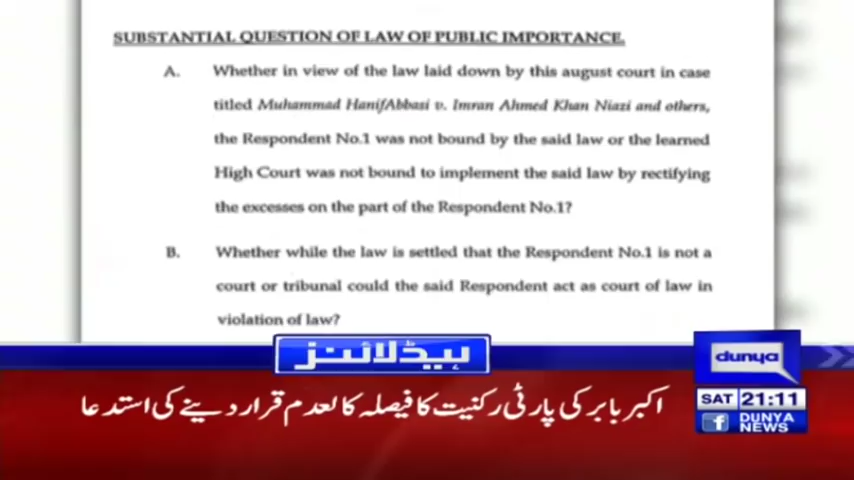 SUBSTANTIAL QUESTION OF LAW OF PUBLIC IMPORTANCE.
A. Whether in view of the law laid down by this august court in case
titled Muhammad HanifAbbasi v. Imran Ahmed Khan Niazi and others,
the Respondent No.1 was not bound by the said law or the learned
High Court was not bound to implement the said law by rectifying
the excesses on the part of the Respondent No.1?
B. Whether while the law is settled that the Respondent No.1 is not a
court or tribunal could the said Respondent act as court of law in
violation of law?
ہیڈلائنز
dunya
اکبر بابر کی پارٹی رکنیت کا فیصلہ کالعدم قرار دینے کی استدعا
SAT 21:11
f DUNYA
NEWS